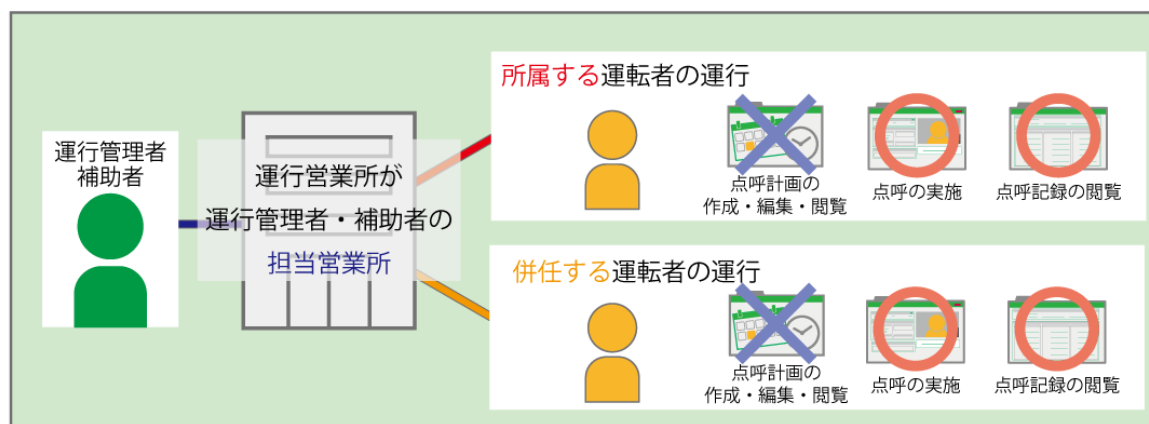 運行管理者
補助者
運行営業所が
運行管理者・補助者の
担当営業所
所属する運転者の運行
点呼計画の
作成・編集・閲覧
点呼の実施
点呼記録の閲覧
併任する運転者の運行
点呼計画の
作成・編集・閲覧
点呼の実施
点呼記録の閲覧